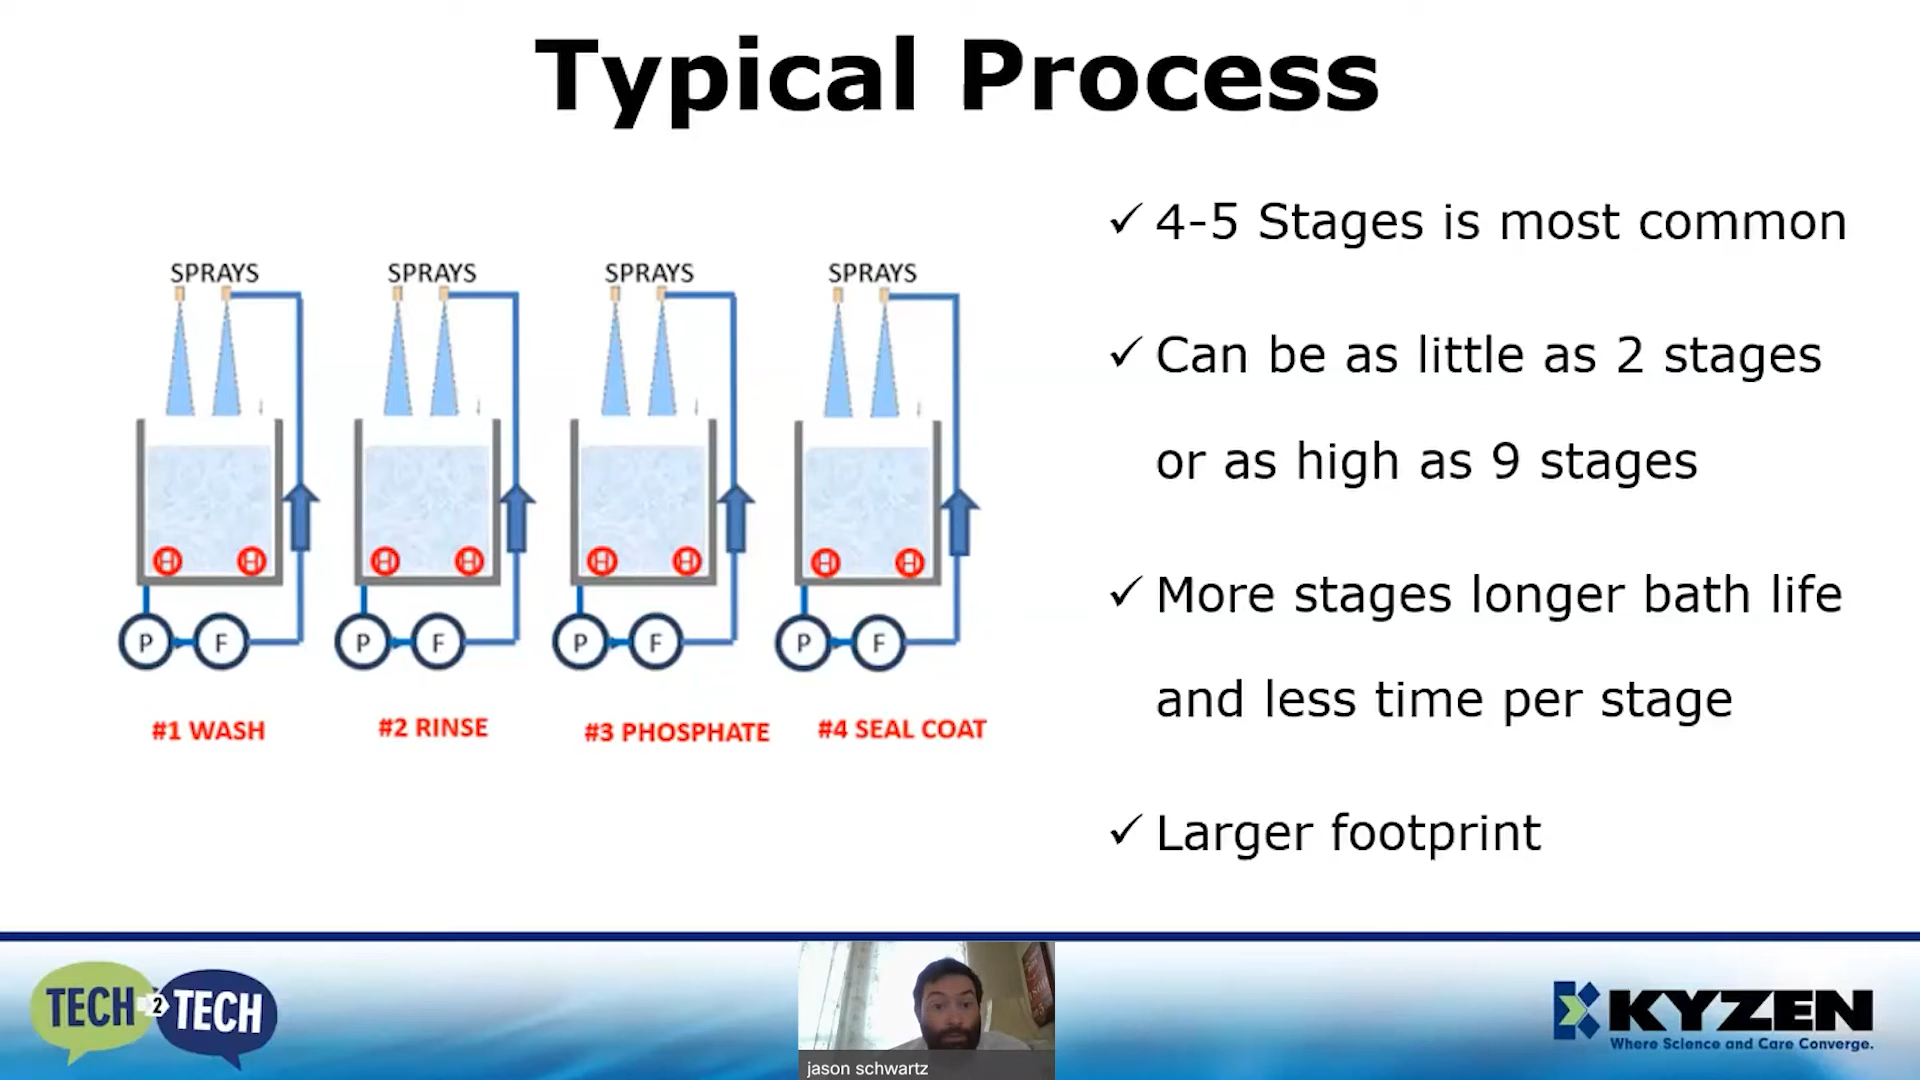 Typical Process
SPRAYS SPRAYS SPRAYS SPRAYS
H H H H H H H H
P F P F P F P F
#1 WASH #2 RINSE #3 PHOSPHATE #4 SEAL COAT
✓ 4-5 Stages is most common
✓ Can be as little as 2 stages
or as high as 9 stages
✓ More stages longer bath life
and less time per stage
✓ Larger footprint
TECH 2 TECH
jason schwartz
KYZEN
Where Science and Care Converge.